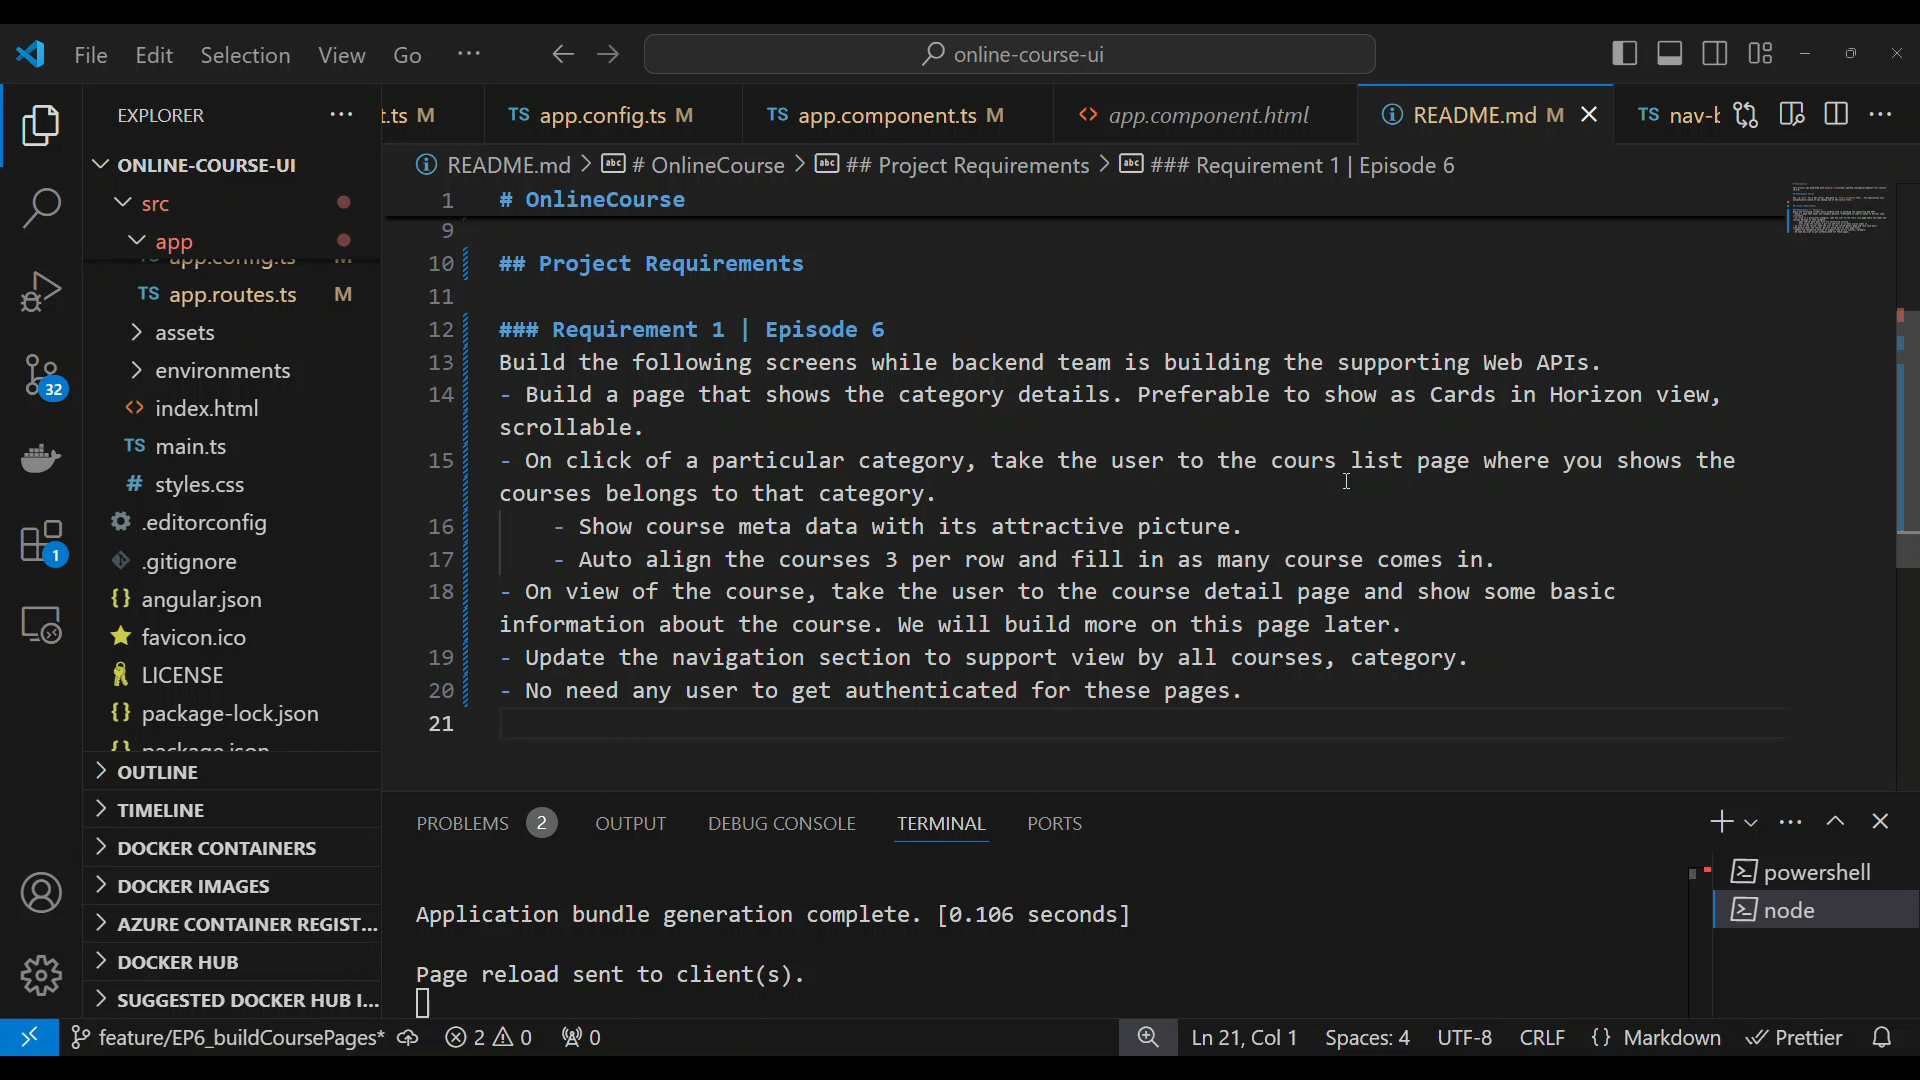 File Edit Selection View Go ··· online-course-ui
EXPLORER ···
t.ts M
TS app.config.ts M
TS app.component.ts M
<> app.component.html
README.md M
TS nav-b
README.md > # OnlineCourse > ## Project Requirements > ### Requirement 1 | Episode 6
ONLINE-COURSE-UI
src
app
app.config.ts M
TS app.routes.ts M
assets
environments
<> index.html
TS main.ts
# styles.css
.editorconfig
.gitignore
{} angular.json
favicon.ico
LICENSE
{} package-lock.json
{} package.json
OUTLINE
TIMELINE
DOCKER CONTAINERS
DOCKER IMAGES
AZURE CONTAINER REGIST...
DOCKER HUB
SUGGESTED DOCKER HUB I...
32
1
1 # OnlineCourse
9
10 ## Project Requirements
11
12 ### Requirement 1 | Episode 6
13 Build the following screens while backend team is building the supporting Web APIs.
14 - Build a page that shows the category details. Preferable to show as Cards in Horizon view,
scrollable.
15 - On click of a particular category, take the user to the cours list page where you shows the
courses belongs to that category.
16 - Show course meta data with its attractive picture.
17 - Auto align the courses 3 per row and fill in as many course comes in.
18 - On view of the course, take the user to the course detail page and show some basic
information about the course. We will build more on this page later.
19 - Update the navigation section to support view by all courses, category.
20 - No need any user to get authenticated for these pages.
21
PROBLEMS 2 OUTPUT DEBUG CONSOLE TERMINAL PORTS
Application bundle generation complete. [0.106 seconds]
Page reload sent to client(s).
powershell
node
feature/EP6_buildCoursePages* 2 0 0 Ln 21, Col 1 Spaces: 4 UTF-8 CRLF {} Markdown Prettier